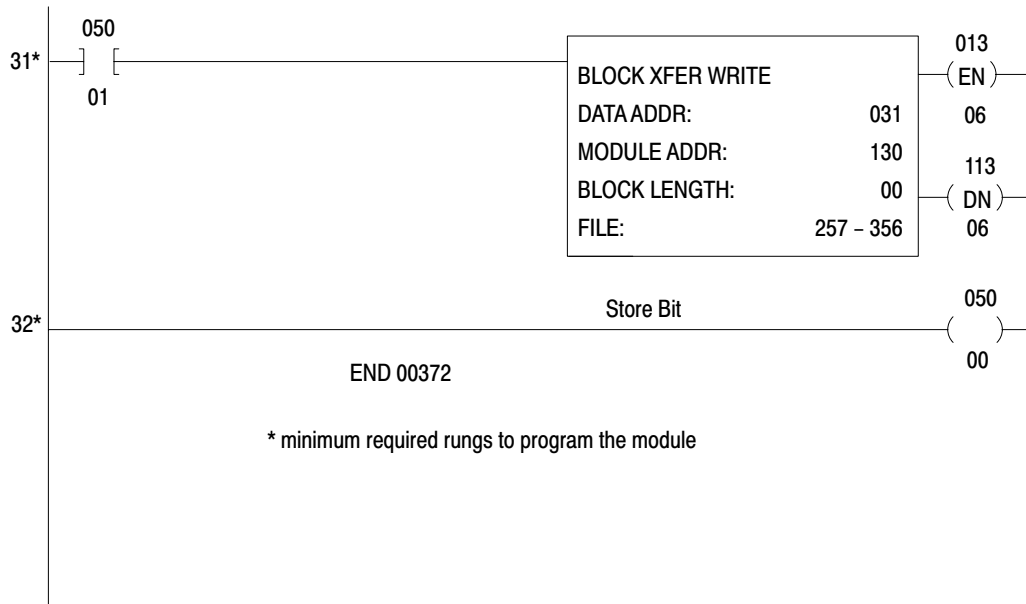 050
31*
01
BLOCK XFER WRITE
DATA ADDR: 031
MODULE ADDR: 130
BLOCK LENGTH: 00
FILE: 257 – 356
013
EN
06
113
DN
06
32*
Store Bit
050
00
END 00372
* minimum required rungs to program the module